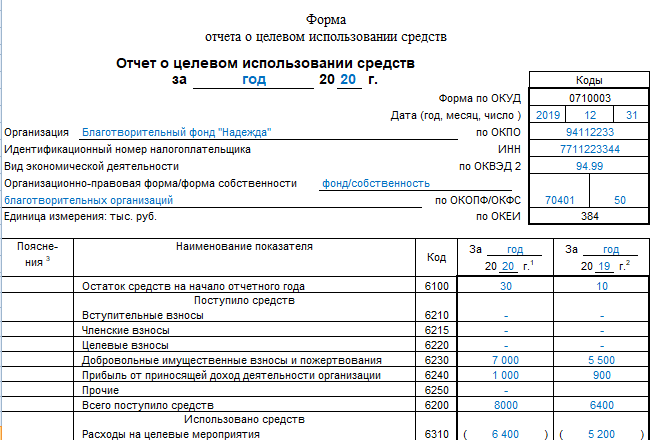 Форма
отчета о целевом использовании средств
Отчет о целевом использовании средств
за год 20 20 г.
Коды
Форма по ОКУД 0710003
Дата (год, месяц, число ) 2019 12 31
Организация Благотворительный фонд "Надежда" по ОКПО 94112233
Идентификационный номер налогоплательщика ИНН 7711223344
Вид экономической деятельности по ОКВЭД 2 94.99
Организационно-правовая форма/форма собственности фонд/собственность
благотворительных организаций по ОКОПФ/ОКФС 70401 50
Единица измерения: тыс. руб. по ОКЕИ 384
Поясне- Наименование показателя Код За год За год
ния 3 20 20 г.1 20 19 г.2
Остаток средств на начало отчетного года 6100 30 10
Поступило средств
Вступительные взносы 6210 - -
Членские взносы 6215 - -
Целевые взносы 6220 - -
Добровольные имущественные взносы и пожертвования 6230 7 000 5 500
Прибыль от приносящей доход деятельности организации 6240 1 000 900
Прочие 6250 -
Всего поступило средств 6200 8000 6400
Использовано средств
Расходы на целевые мероприятия 6310 ( 6 400 ) ( 5 200 )